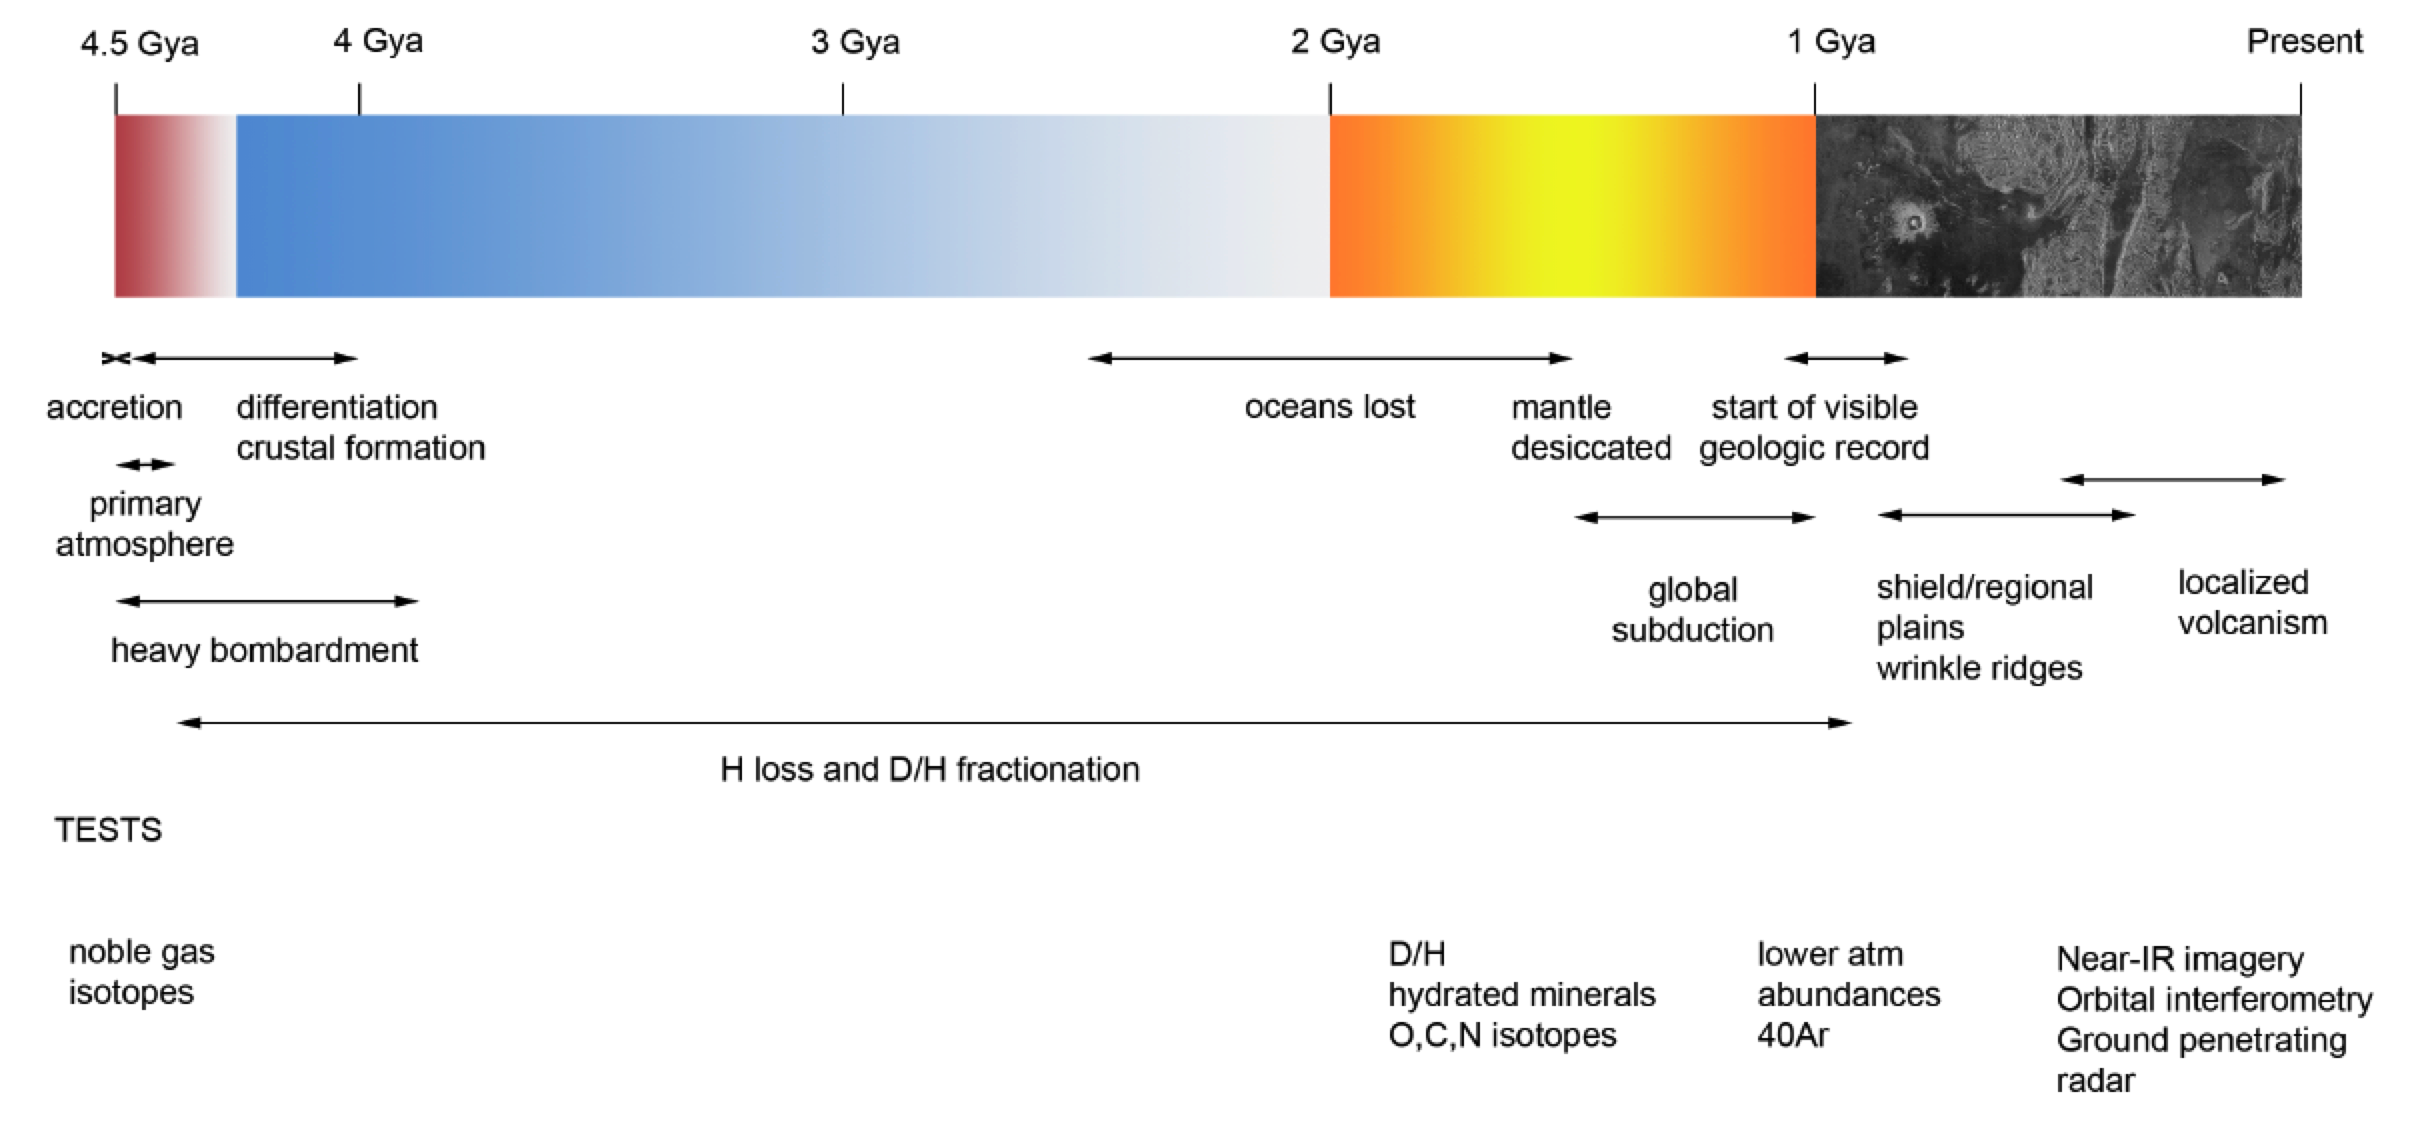 4.5 Gya
4 Gya
3 Gya
2 Gya
1 Gya
Present
accretion
differentiation
crustal formation
oceans lost
mantle
desiccated
start of visible
geologic record
primary
atmosphere
heavy bombardment
global
subduction
shield/regional
plains
wrinkle ridges
localized
volcanism
H loss and D/H fractionation
TESTS
noble gas
isotopes
D/H
hydrated minerals
O,C,N isotopes
lower atm
abundances
40Ar
Near-IR imagery
Orbital interferometry
Ground penetrating
radar